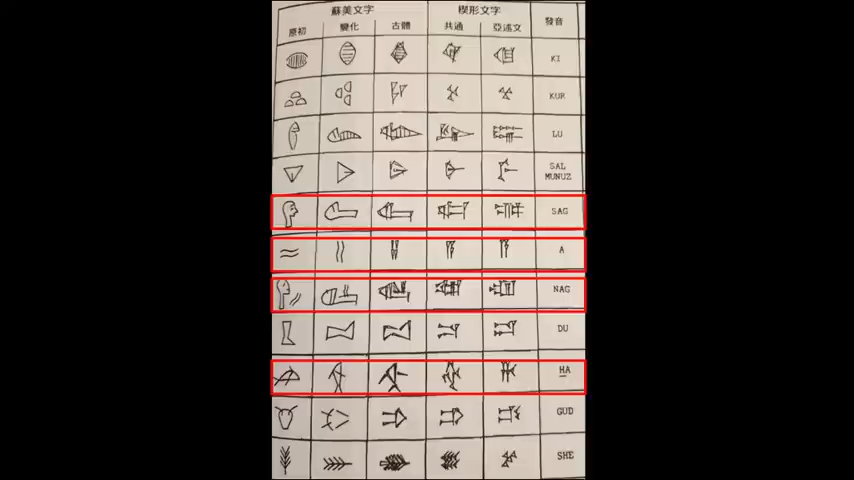 蘇美文字 楔形文字 發音
原初 變化 古體 共通 亞述文
KI
KUR
LU
SAL
MUNUZ
SAG
A
NAG
DU
HA
GUD
SHE